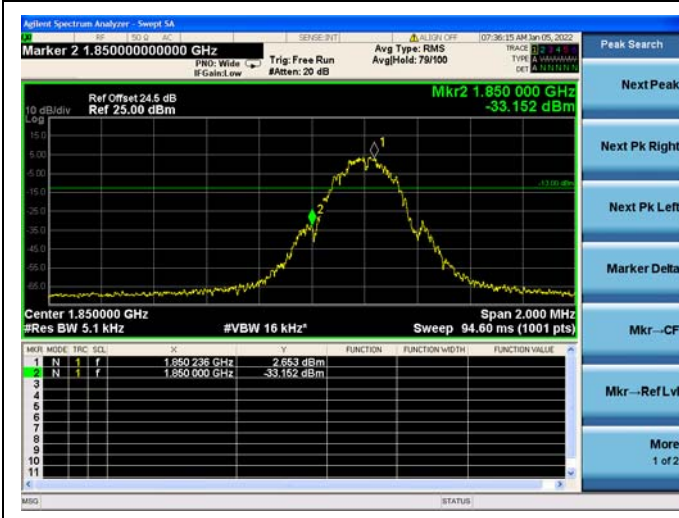 Agilent Spectrum Analyzer - Swept SA
RF 50 Ω AC SENSE:INT ALIGN OFF 07:36:15 AM Jan 05, 2022
Marker 2 1.850000000000 GHz
PNO: Wide Trig: Free Run
IFGain:Low #Atten: 20 dB
Avg Type: RMS
Avg|Hold: 79/100
TRACE 1 2 3 4 5 6
TYPE A WWWWW
DET A N N N N N
Peak Search
Next Peak
Next Pk Right
Next Pk Left
Marker Delta
Mkr→CF
Mkr→RefLvl
More
1 of 2
Ref Offset 24.5 dB
10 dB/div Ref 25.00 dBm
Log
Mkr2 1.850 000 GHz
-33.152 dBm
15.0
5.00
-5.00
-15.0
-25.0
-35.0
-45.0
-55.0
-65.0
1
2
-13.00 dBm
Center 1.850000 GHz Span 2.000 MHz
#Res BW 5.1 kHz #VBW 16 kHz* Sweep 94.60 ms (1001 pts)
MKR MODE TRC SCL X Y FUNCTION FUNCTION WIDTH FUNCTION VALUE
1 N 1 f 1.850 236 GHz 2.653 dBm
2 N 1 f 1.850 000 GHz -33.152 dBm
3
4
5
6
7
8
9
10
11
MSG STATUS